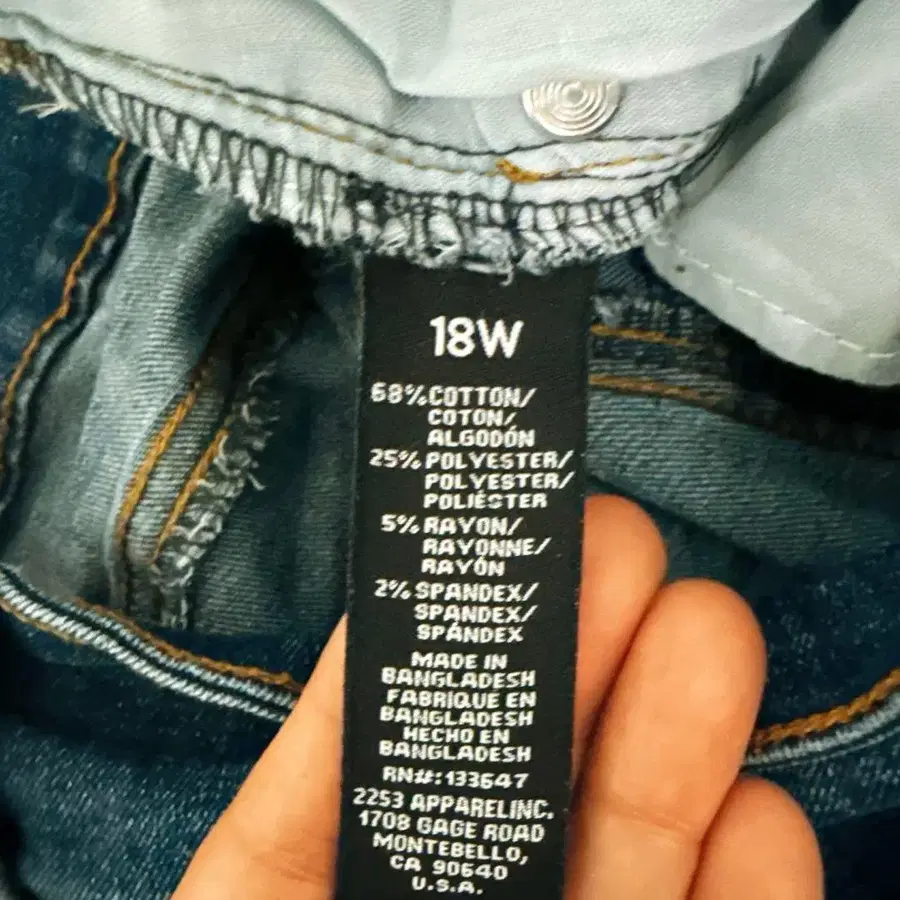 18W
68% COTTON/
COTON/
ALGODÓN
25% POLYESTER/
POLYESTER/
POLIÉSTER
5% RAYON/
RAYONNE/
RAYÓN
2% SPANDEX/
SPANDEX/
SPÁNDEX
MADE IN
BANGLADESH
FABRIQUE EN
BANGLADESH
HECHO EN
BANGLADESH
RN#:133647
2253 APPARELINC.
1708 GAGE ROAD
MONTEBELLO,
CA 90640
U.S.A.